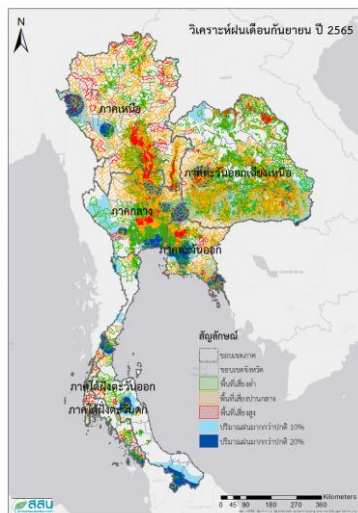 N
วิเคราะห์ฝนเดือนกันยายน ปี 2565
ภาคเหนือ
ภาคตะวันออกเฉียงเหนือ
ภาคกลาง
ภาคตะวันออก
ภาคใต้ฝั่งตะวันออก
ภาคใต้ฝั่งตะวันตก
สัญลักษณ์
ขอบเขตภาค
ขอบเขตจังหวัด
พื้นที่เสี่ยงต่ำ
พื้นที่เสี่ยงปานกลาง
พื้นที่เสี่ยงสูง
ปริมาณฝนมากกว่าปกติ 10%
ปริมาณฝนมากกว่าปกติ 20%
Kilometers
0 45 90 180 270 360
สสน